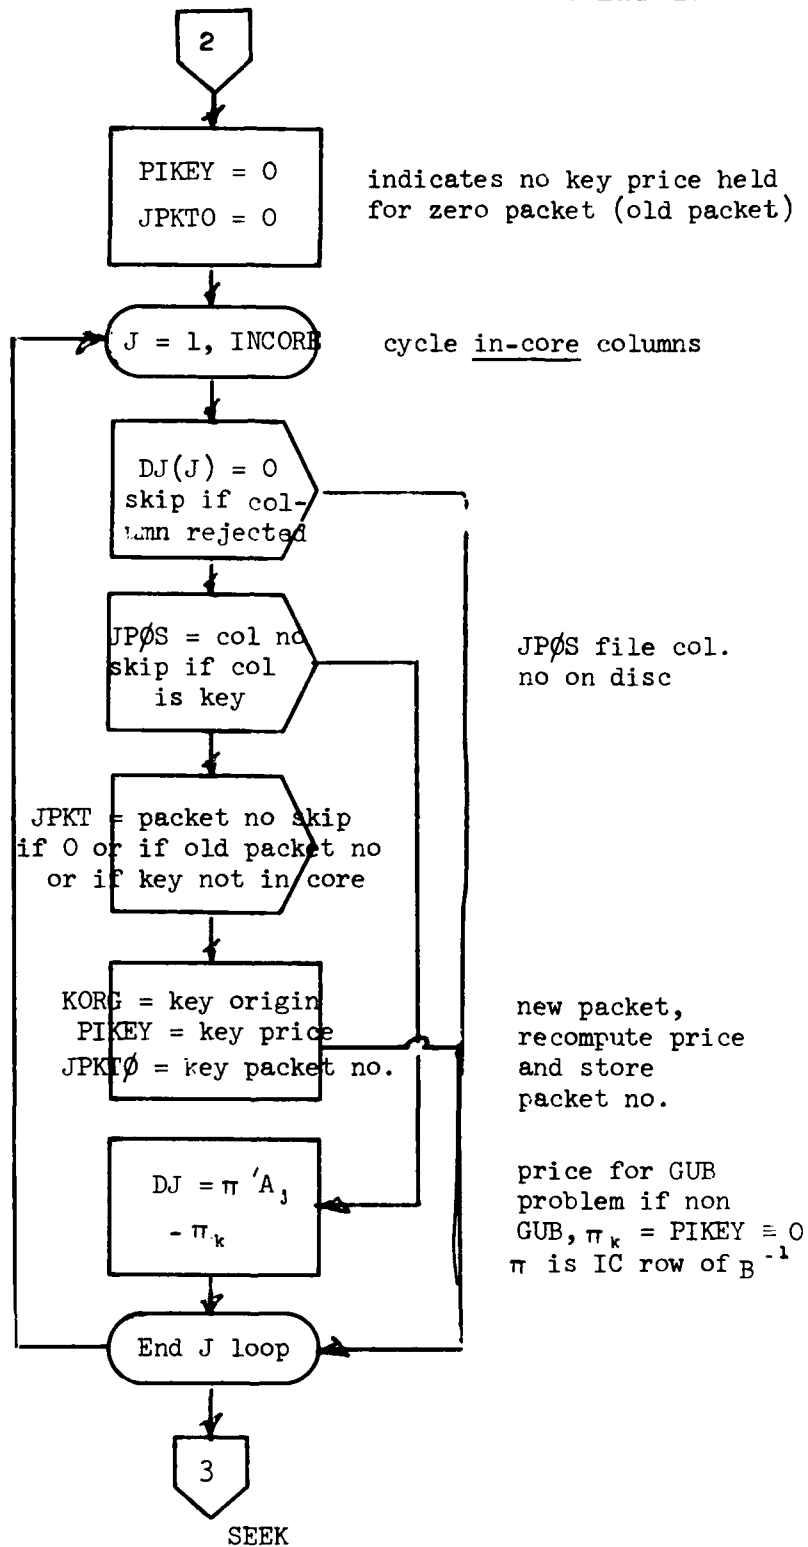 2
PIKEY = 0
JPKTO = 0
indicates no key price held
for zero packet (old packet)
J = 1, INCORE
cycle in-core columns
DJ(J) = 0
skip if col-
umn rejected
JPØS = col no
skip if col
is key
JPØS file col.
no on disc
JPKT = packet no skip
if 0 or if old packet no
or if key not in core
KORG = key origin
PIKEY = key price
JPKTØ = key packet no.
new packet,
recompute price
and store
packet no.
DJ = π'Aⱼ
- πₖ
price for GUB
problem if non
GUB, πₖ = PIKEY = 0
π is IC row of B⁻¹
End J loop
3
SEEK